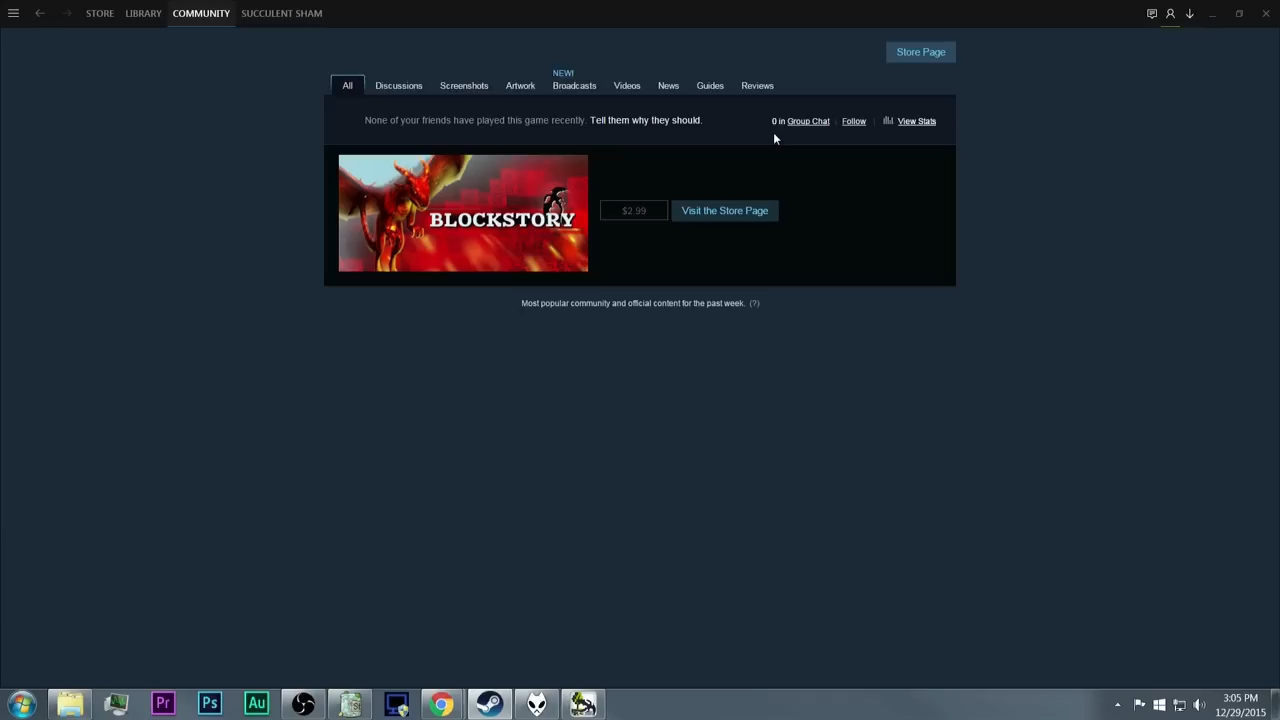 STORE LIBRARY COMMUNITY SUCCULENT SHAM
Store Page
NEW!
All Discussions Screenshots Artwork Broadcasts Videos News Guides Reviews
None of your friends have played this game recently. Tell them why they should.
0 in Group Chat Follow View Stats
BLOCKSTORY
$2.99
Visit the Store Page
Most popular community and official content for the past week. (?)
Pr Ps Au
3:05 PM
12/29/2015